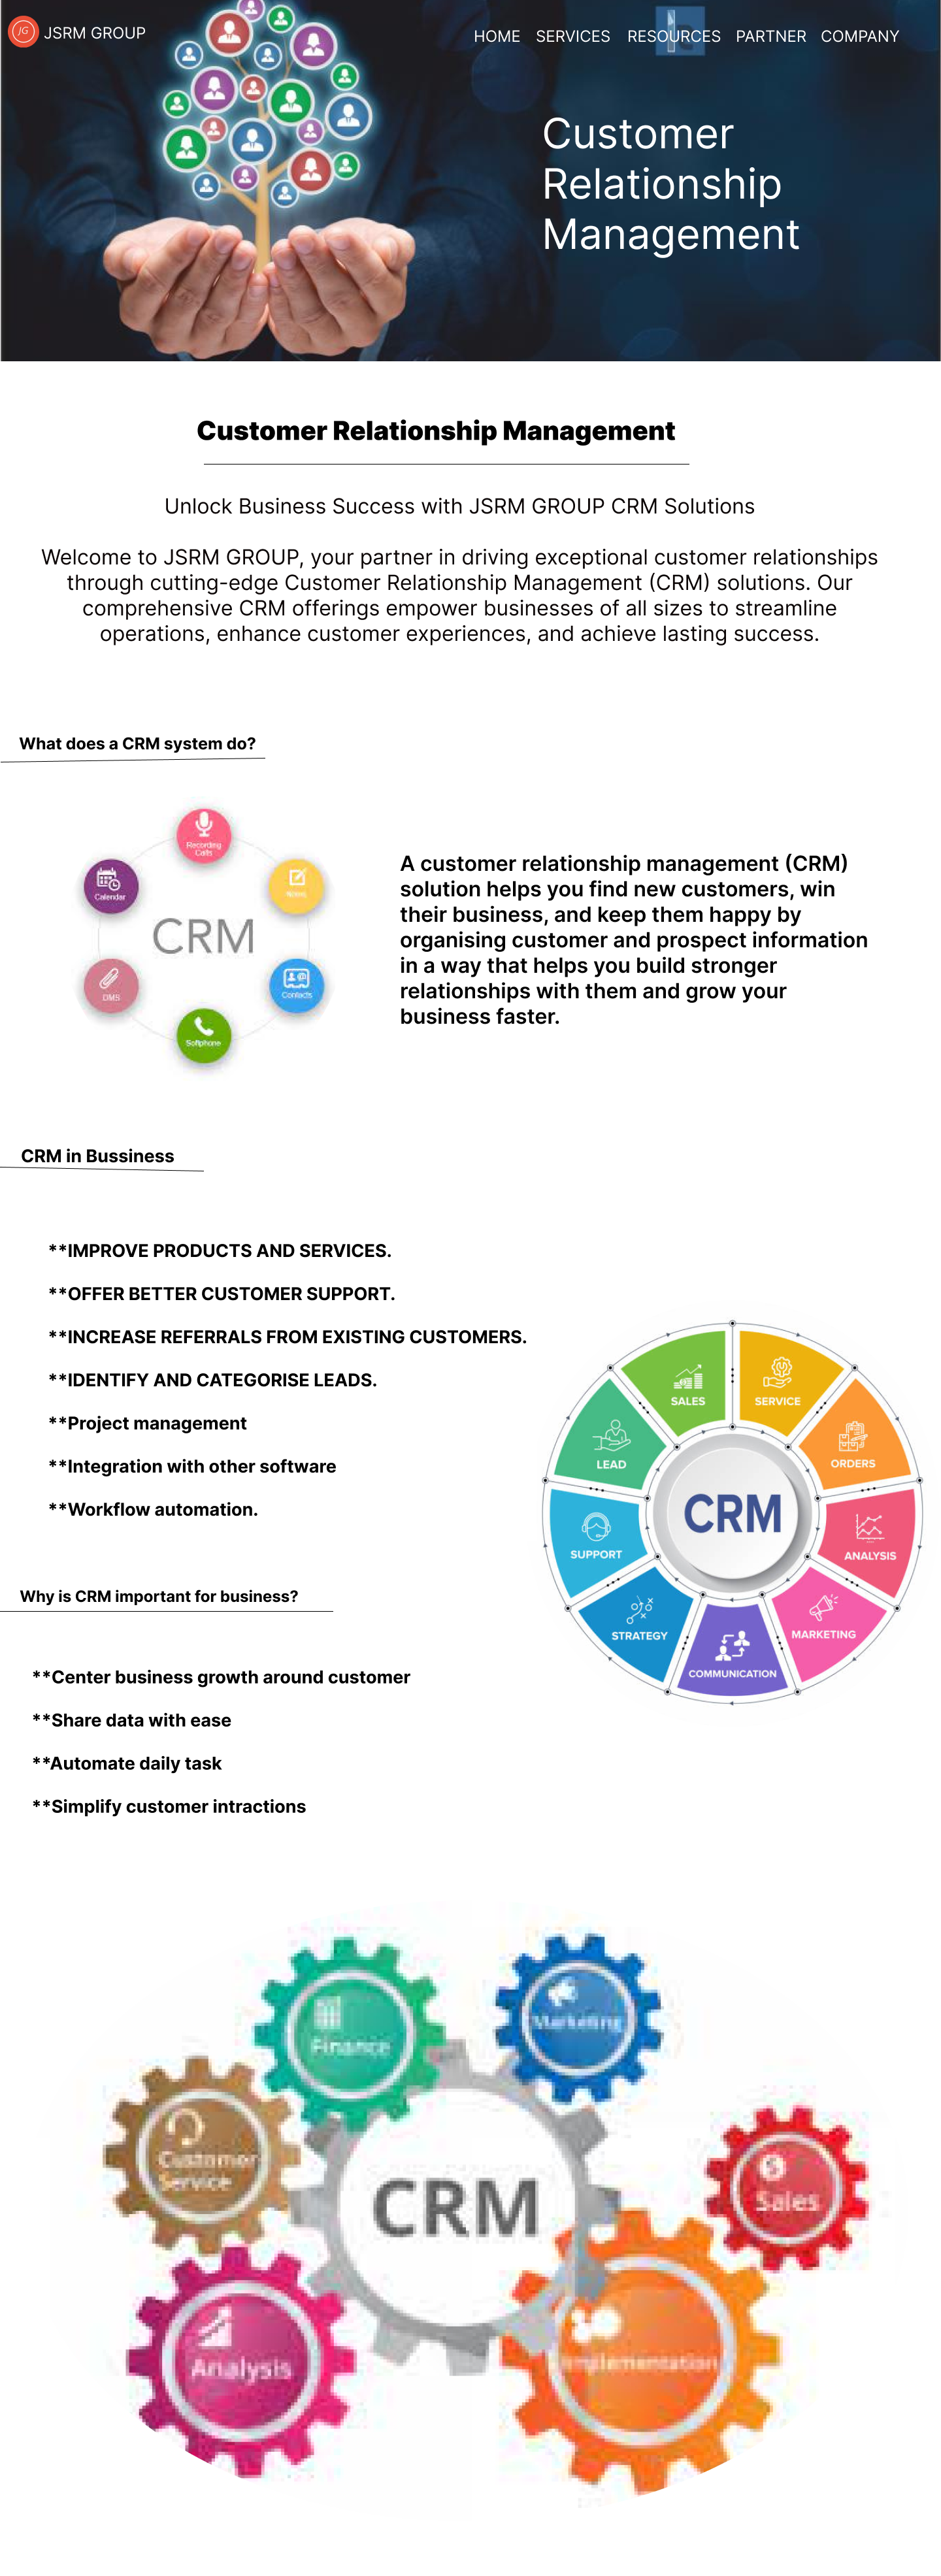 JG
JSRM GROUP
HOME SERVICES RESOURCES PARTNER COMPANY
Customer
Relationship
Management
Customer Relationship Management
Unlock Business Success with JSRM GROUP CRM Solutions
Welcome to JSRM GROUP, your partner in driving exceptional customer relationships
through cutting-edge Customer Relationship Management (CRM) solutions. Our
comprehensive CRM offerings empower businesses of all sizes to streamline
operations, enhance customer experiences, and achieve lasting success.
What does a CRM system do?
Recording
Calls
Calendar
CRM
DMS
Contacts
Softphone
A customer relationship management (CRM)
solution helps you find new customers, win
their business, and keep them happy by
organising customer and prospect information
in a way that helps you build stronger
relationships with them and grow your
business faster.
CRM in Bussiness
**IMPROVE PRODUCTS AND SERVICES.
**OFFER BETTER CUSTOMER SUPPORT.
**INCREASE REFERRALS FROM EXISTING CUSTOMERS.
**IDENTIFY AND CATEGORISE LEADS.
**Project management
**Integration with other software
**Workflow automation.
SALES
SERVICE
LEAD
ORDERS
CRM
SUPPORT
ANALYSIS
STRATEGY
MARKETING
COMMUNICATION
Why is CRM important for business?
**Center business growth around customer
**Share data with ease
**Automate daily task
**Simplify customer intractions
Finance
Marketing
Customer
Service
CRM
Sales
Analysis
Implementation